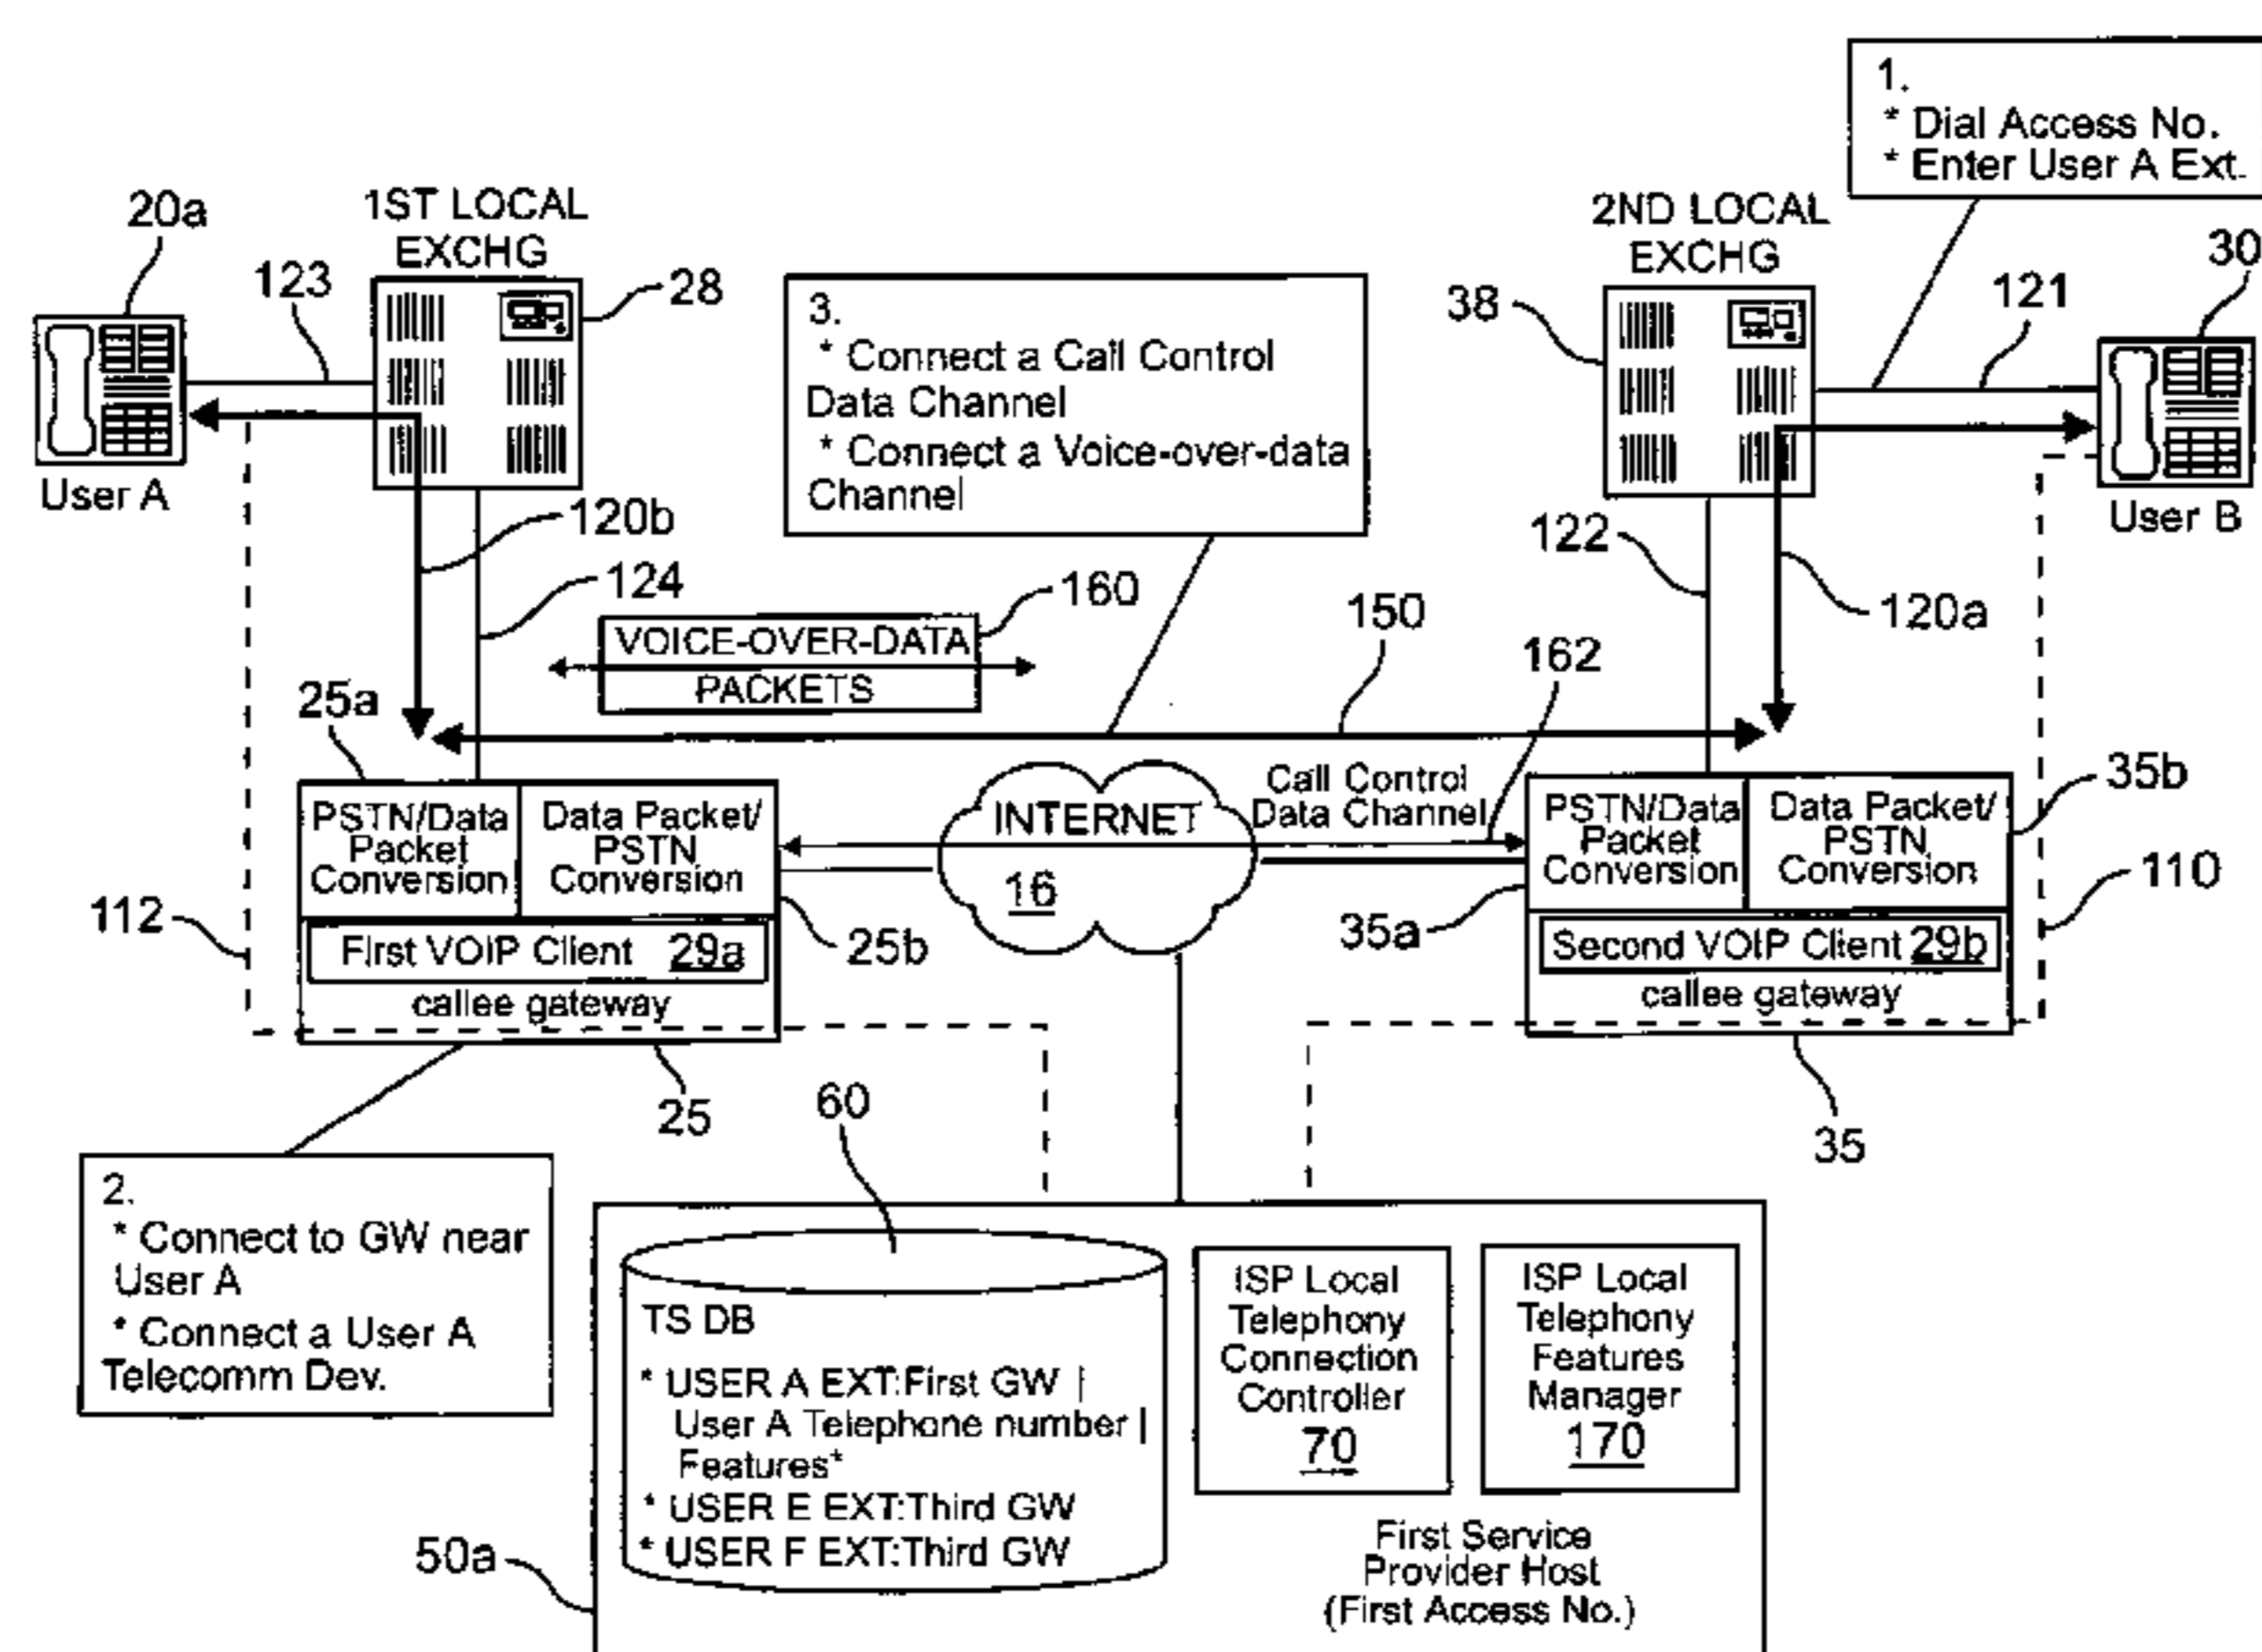 1.
* Dial Access No.
* Enter User A Ext.
20a
1ST LOCAL
EXCHG
2ND LOCAL
EXCHG
30
123
28
38
121
3.
* Connect a Call Control
Data Channel
* Connect a Voice-over-data
Channel
User A
User B
120b
122
124
160
150
162
120a
VOICE-OVER-DATA
PACKETS
25a
35b
Call Control
Data Channel
INTERNET
16
PSTN/Data
Packet
Conversion
Data Packet/
PSTN
Conversion
PSTN/Data
Packet
Conversion
Data Packet/
PSTN
Conversion
112
110
25b
35a
First VOIP Client 29a
callee gateway
Second VOIP Client 29b
callee gateway
25
60
35
2.
* Connect to GW near
User A
* Connect a User A
Telecomm Dev.
TS DB
* USER A EXT:First GW |
User A Telephone number |
Features*
* USER E EXT:Third GW
* USER F EXT:Third GW
ISP Local
Telephony
Connection
Controller
70
ISP Local
Telephony
Features
Manager
170
50a
First Service
Provider Host
(First Access No.)